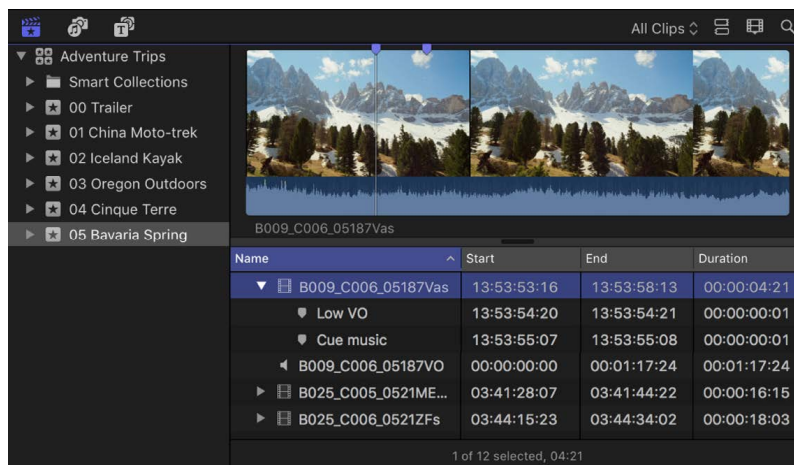 All Clips
Adventure Trips
Smart Collections
00 Trailer
01 China Moto-trek
02 Iceland Kayak
03 Oregon Outdoors
04 Cinque Terre
05 Bavaria Spring
B009_C006_05187Vas
Name Start End Duration
B009_C006_05187Vas 13:53:53:16 13:53:58:13 00:00:04:21
Low VO 13:53:54:20 13:53:54:21 00:00:00:01
Cue music 13:53:55:07 13:53:55:08 00:00:00:01
B009_C006_05187VO 00:00:00:00 00:01:17:24 00:01:17:24
B025_C005_0521ME... 03:41:28:07 03:41:44:22 00:00:16:15
B025_C006_0521ZFs 03:44:15:23 03:44:34:02 00:00:18:03
1 of 12 selected, 04:21